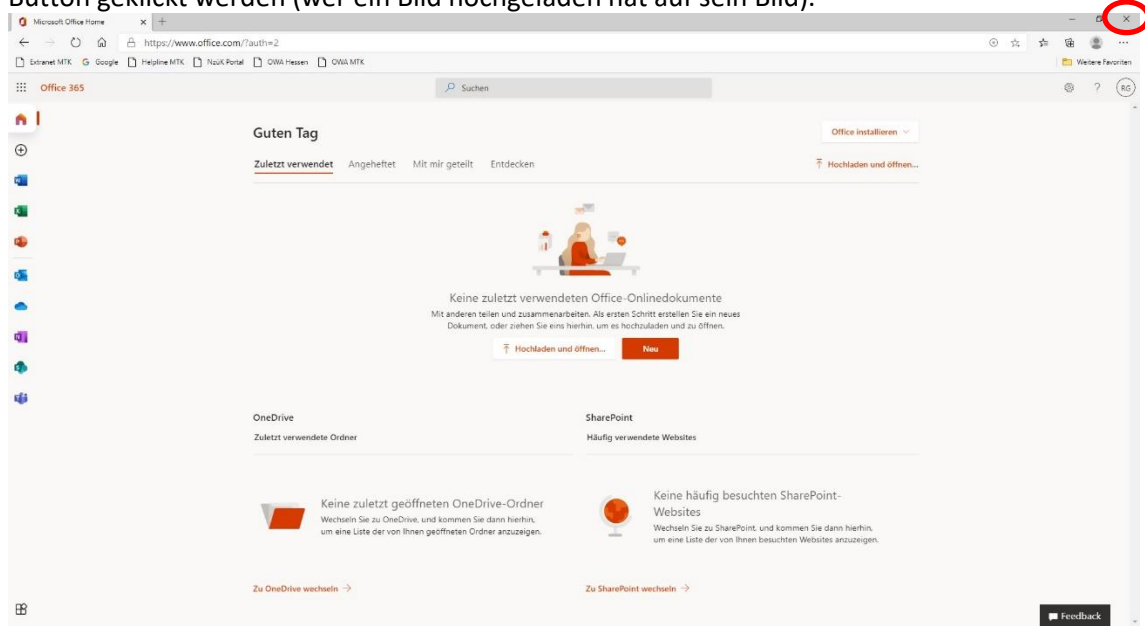 Button geklickt werden (wer ein Bild hochgeladen hat auf sein Bild):
Microsoft Office Home
https://www.office.com/?auth=2
Extranet MTK Google Helpline MTK NzüK Portal OWA Hessen OWA MTK Weitere Favoriten
Office 365 Suchen ? RG
Guten Tag Office installieren
Zuletzt verwendet Angeheftet Mit mir geteilt Entdecken Hochladen und öffnen...
Keine zuletzt verwendeten Office-Onlinedokumente
Mit anderen teilen und zusammenarbeiten. Als ersten Schritt erstellen Sie ein neues
Dokument, oder ziehen Sie eins hierhin, um es hochzuladen und zu öffnen.
Hochladen und öffnen... Neu
OneDrive SharePoint
Zuletzt verwendete Ordner Häufig verwendete Websites
Keine zuletzt geöffneten OneDrive-Ordner
Wechseln Sie zu OneDrive, und kommen Sie dann hierhin,
um eine Liste der von Ihnen geöffneten Ordner anzuzeigen.
Keine häufig besuchten SharePoint-
Websites
Wechseln Sie zu SharePoint, und kommen Sie dann hierhin,
um eine Liste der von Ihnen besuchten Websites anzuzeigen.
Zu OneDrive wechseln → Zu SharePoint wechseln →
Feedback